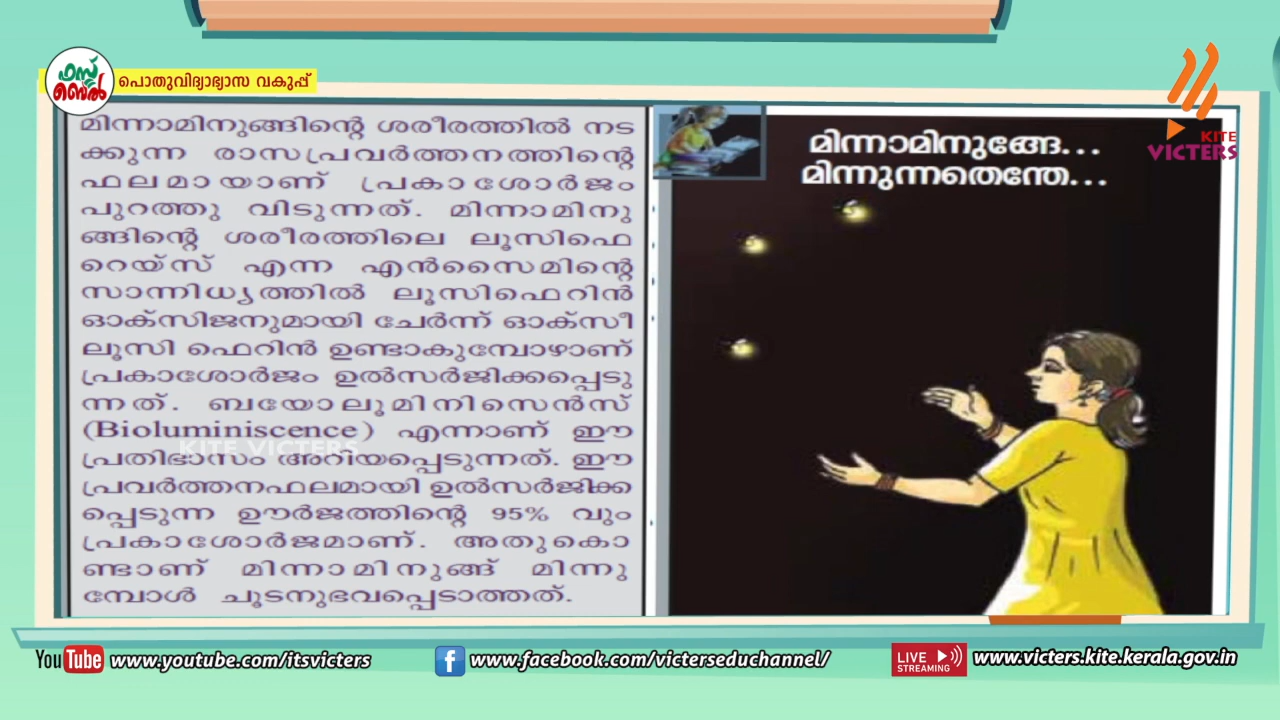 ഫസ്റ്റ്
ബെൽ
പൊതുവിദ്യാഭ്യാസ വകുപ്പ്
മിന്നാമിനുങ്ങിന്റെ ശരീരത്തിൽ നട
ക്കുന്ന രാസപ്രവർത്തനത്തിന്റെ
ഫലമായാണ് പ്രകാശോർജം
പുറത്തു വിടുന്നത്. മിന്നാമിനു
ങ്ങിന്റെ ശരീരത്തിലെ ലൂസിഫെ
റെയ്സ് എന്ന എൻസൈമിന്റെ
സാന്നിധ്യത്തിൽ ലൂസിഫെറിൻ
ഓക്സിജനുമായി ചേർന്ന് ഓക്സീ
ലൂസി ഫെറിൻ ഉണ്ടാകുമ്പോഴാണ്
പ്രകാശോർജം ഉൽസർജിക്കപ്പെടു
ന്നത്. ബയോലൂമിനിസെൻസ്
(Bioluminiscence) എന്നാണ് ഈ
പ്രതിഭാസം അറിയപ്പെടുന്നത്. ഈ
പ്രവർത്തനഫലമായി ഉൽസർജിക്ക
പ്പെടുന്ന ഊർജത്തിന്റെ 95% വും
പ്രകാശോർജമാണ്. അതുകൊ
ണ്ടാണ് മിന്നാമിനുങ്ങ് മിന്നു
മ്പോൾ ചൂടനുഭവപ്പെടാത്തത്.
KITE VICTERS
മിന്നാമിനുങ്ങേ...
മിന്നുന്നതെന്തേ...
KITE
VICTERS
YouTube www.youtube.com/itsvicters
f www.facebook.com/victerseduchannel/
LIVE
STREAMING
www.victers.kite.kerala.gov.in